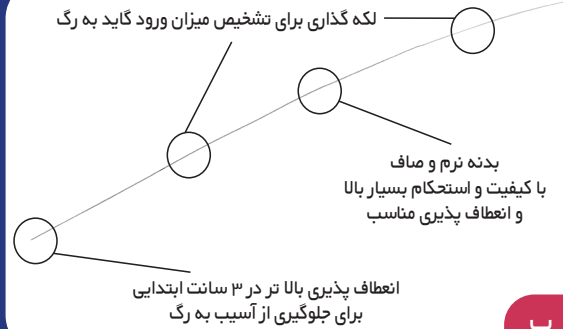 لکه گذاری برای تشخیص میزان ورود گاید به رگ
بدنه نرم و صاف
با کیفیت و استحکام بسیار بالا
و انعطاف پذیری مناسب
انعطاف پذیری بالا تر در ۳ سانت ابتدایی
برای جلوگیری از آسیب به رگ